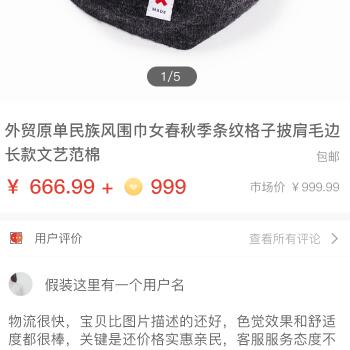 MADE
1/5
外贸原单民族风围巾女春秋季条纹格子披肩毛边
长款文艺范棉
包邮
¥ 666.99 + 999
市场价 ¥999.99
用户评价
查看所有评论
假装这里有一个用户名
物流很快，宝贝比图片描述的还好，色觉效果和舒适
度都很棒，关键是还价格实惠亲民，客服服务态度不